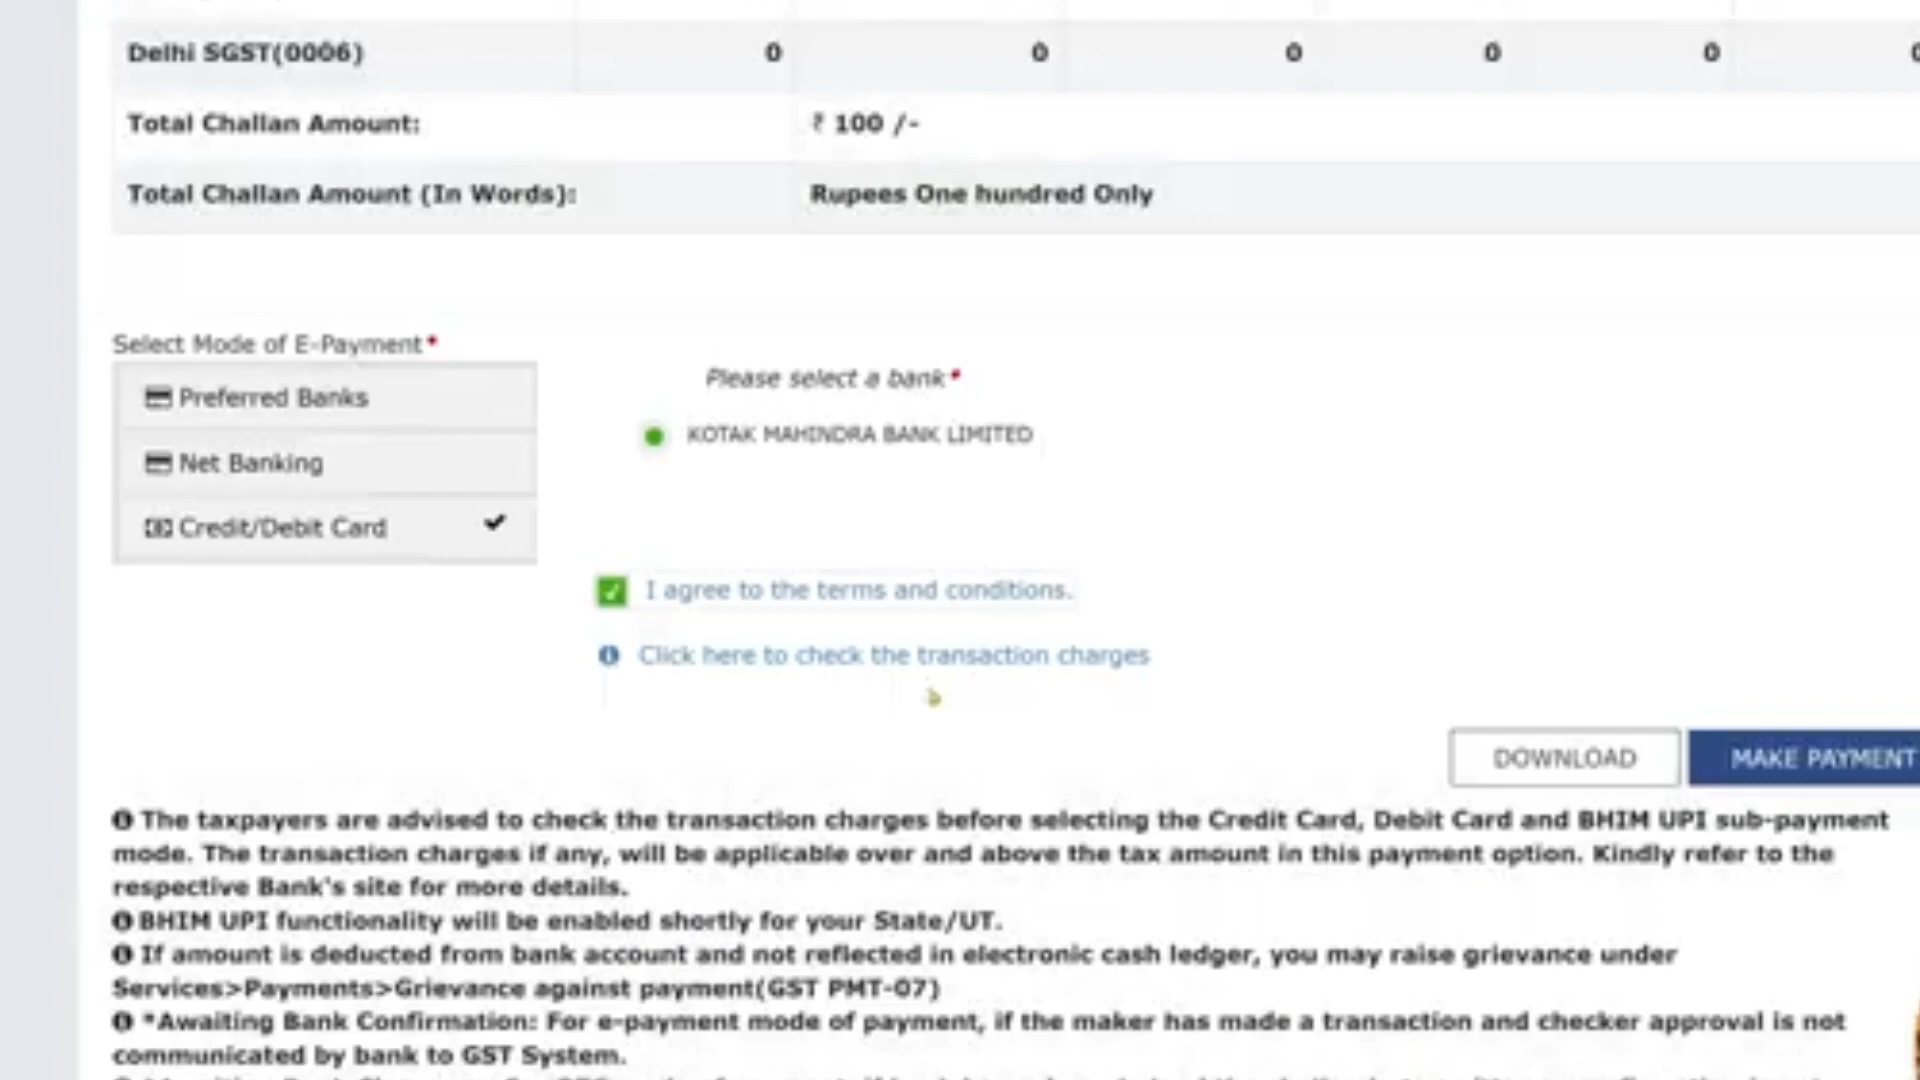 Delhi SGST(0006) 0 0 0 0 0
Total Challan Amount: ₹ 100 /-
Total Challan Amount (In Words): Rupees One hundred Only
Select Mode of E-Payment•
Please select a bank•
Preferred Banks
KOTAK MAHINDRA BANK LIMITED
Net Banking
Credit/Debit Card
I agree to the terms and conditions.
Click here to check the transaction charges
DOWNLOAD MAKE PAYMENT
The taxpayers are advised to check the transaction charges before selecting the Credit Card, Debit Card and BHIM UPI sub-payment
mode. The transaction charges if any, will be applicable over and above the tax amount in this payment option. Kindly refer to the
respective Bank's site for more details.
BHIM UPI functionality will be enabled shortly for your State/UT.
If amount is deducted from bank account and not reflected in electronic cash ledger, you may raise grievance under
Services>Payments>Grievance against payment(GST PMT-07)
*Awaiting Bank Confirmation: For e-payment mode of payment, if the maker has made a transaction and checker approval is not
communicated by bank to GST System.